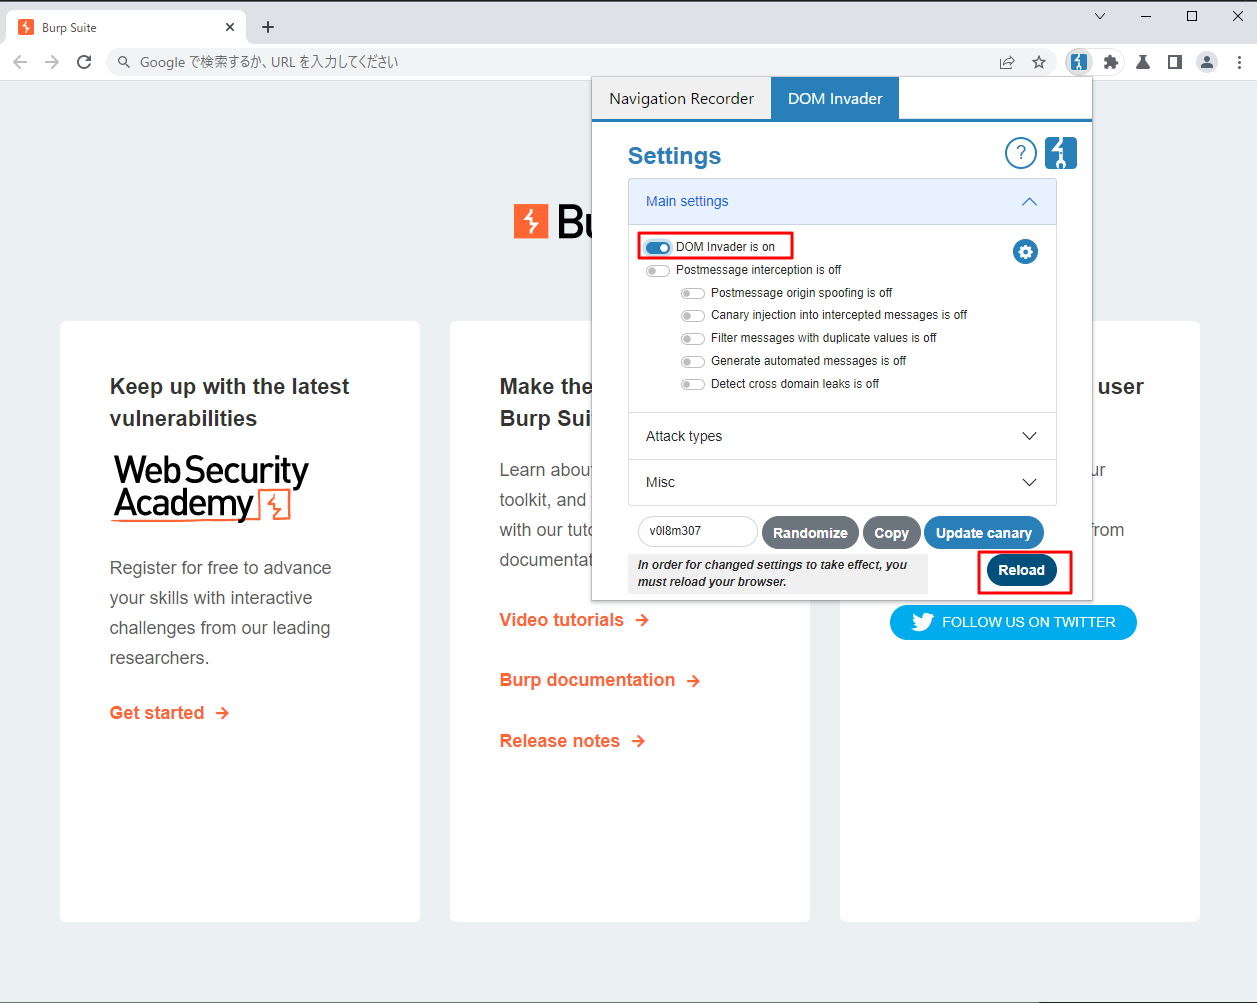 Burp Suite
Google で検索するか、URL を入力してください
Navigation Recorder
DOM Invader
Settings
?
Main settings
DOM Invader is on
Postmessage interception is off
Postmessage origin spoofing is off
Canary injection into intercepted messages is off
Filter messages with duplicate values is off
Generate automated messages is off
Detect cross domain leaks is off
Attack types
Misc
v0l8m307
Randomize
Copy
Update canary
In order for changed settings to take effect, you
must reload your browser.
Reload
Keep up with the latest
vulnerabilities
Web Security
Academy
Register for free to advance
your skills with interactive
challenges from our leading
researchers.
Get started
Make the
Burp Sui
Learn abou
toolkit, and
with our tuto
documentat
Video tutorials
Burp documentation
Release notes
user
ur
from
FOLLOW US ON TWITTER